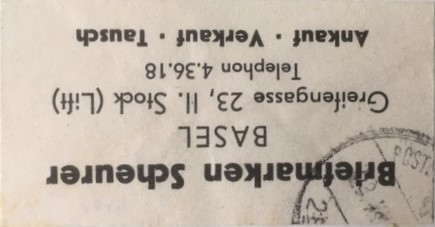 Briefmarken Scheurer
BASEL
Greifengasse 23, II. Stock (Lift)
Telephon 4.36.18
Ankauf · Verkauf · Tausch